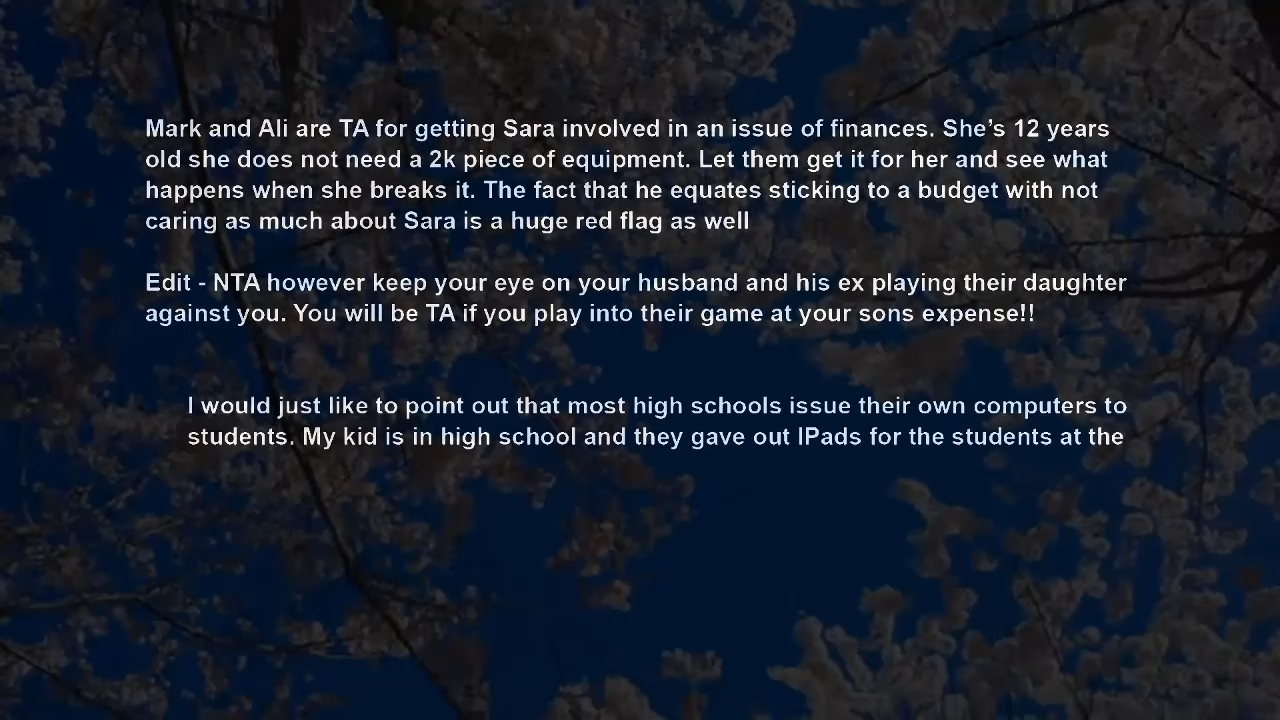 Mark and Ali are TA for getting Sara involved in an issue of finances. She’s 12 years
old she does not need a 2k piece of equipment. Let them get it for her and see what
happens when she breaks it. The fact that he equates sticking to a budget with not
caring as much about Sara is a huge red flag as well
Edit - NTA however keep your eye on your husband and his ex playing their daughter
against you. You will be TA if you play into their game at your sons expense!!
I would just like to point out that most high schools issue their own computers to
students. My kid is in high school and they gave out IPads for the students at the